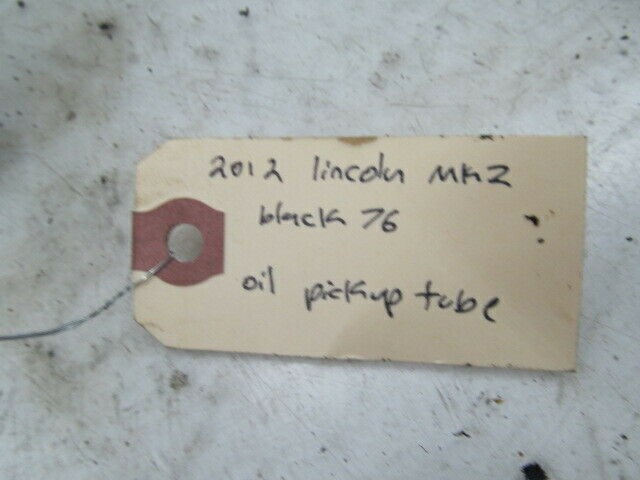 2012 lincoln MKZ
black 76
oil pickup tube